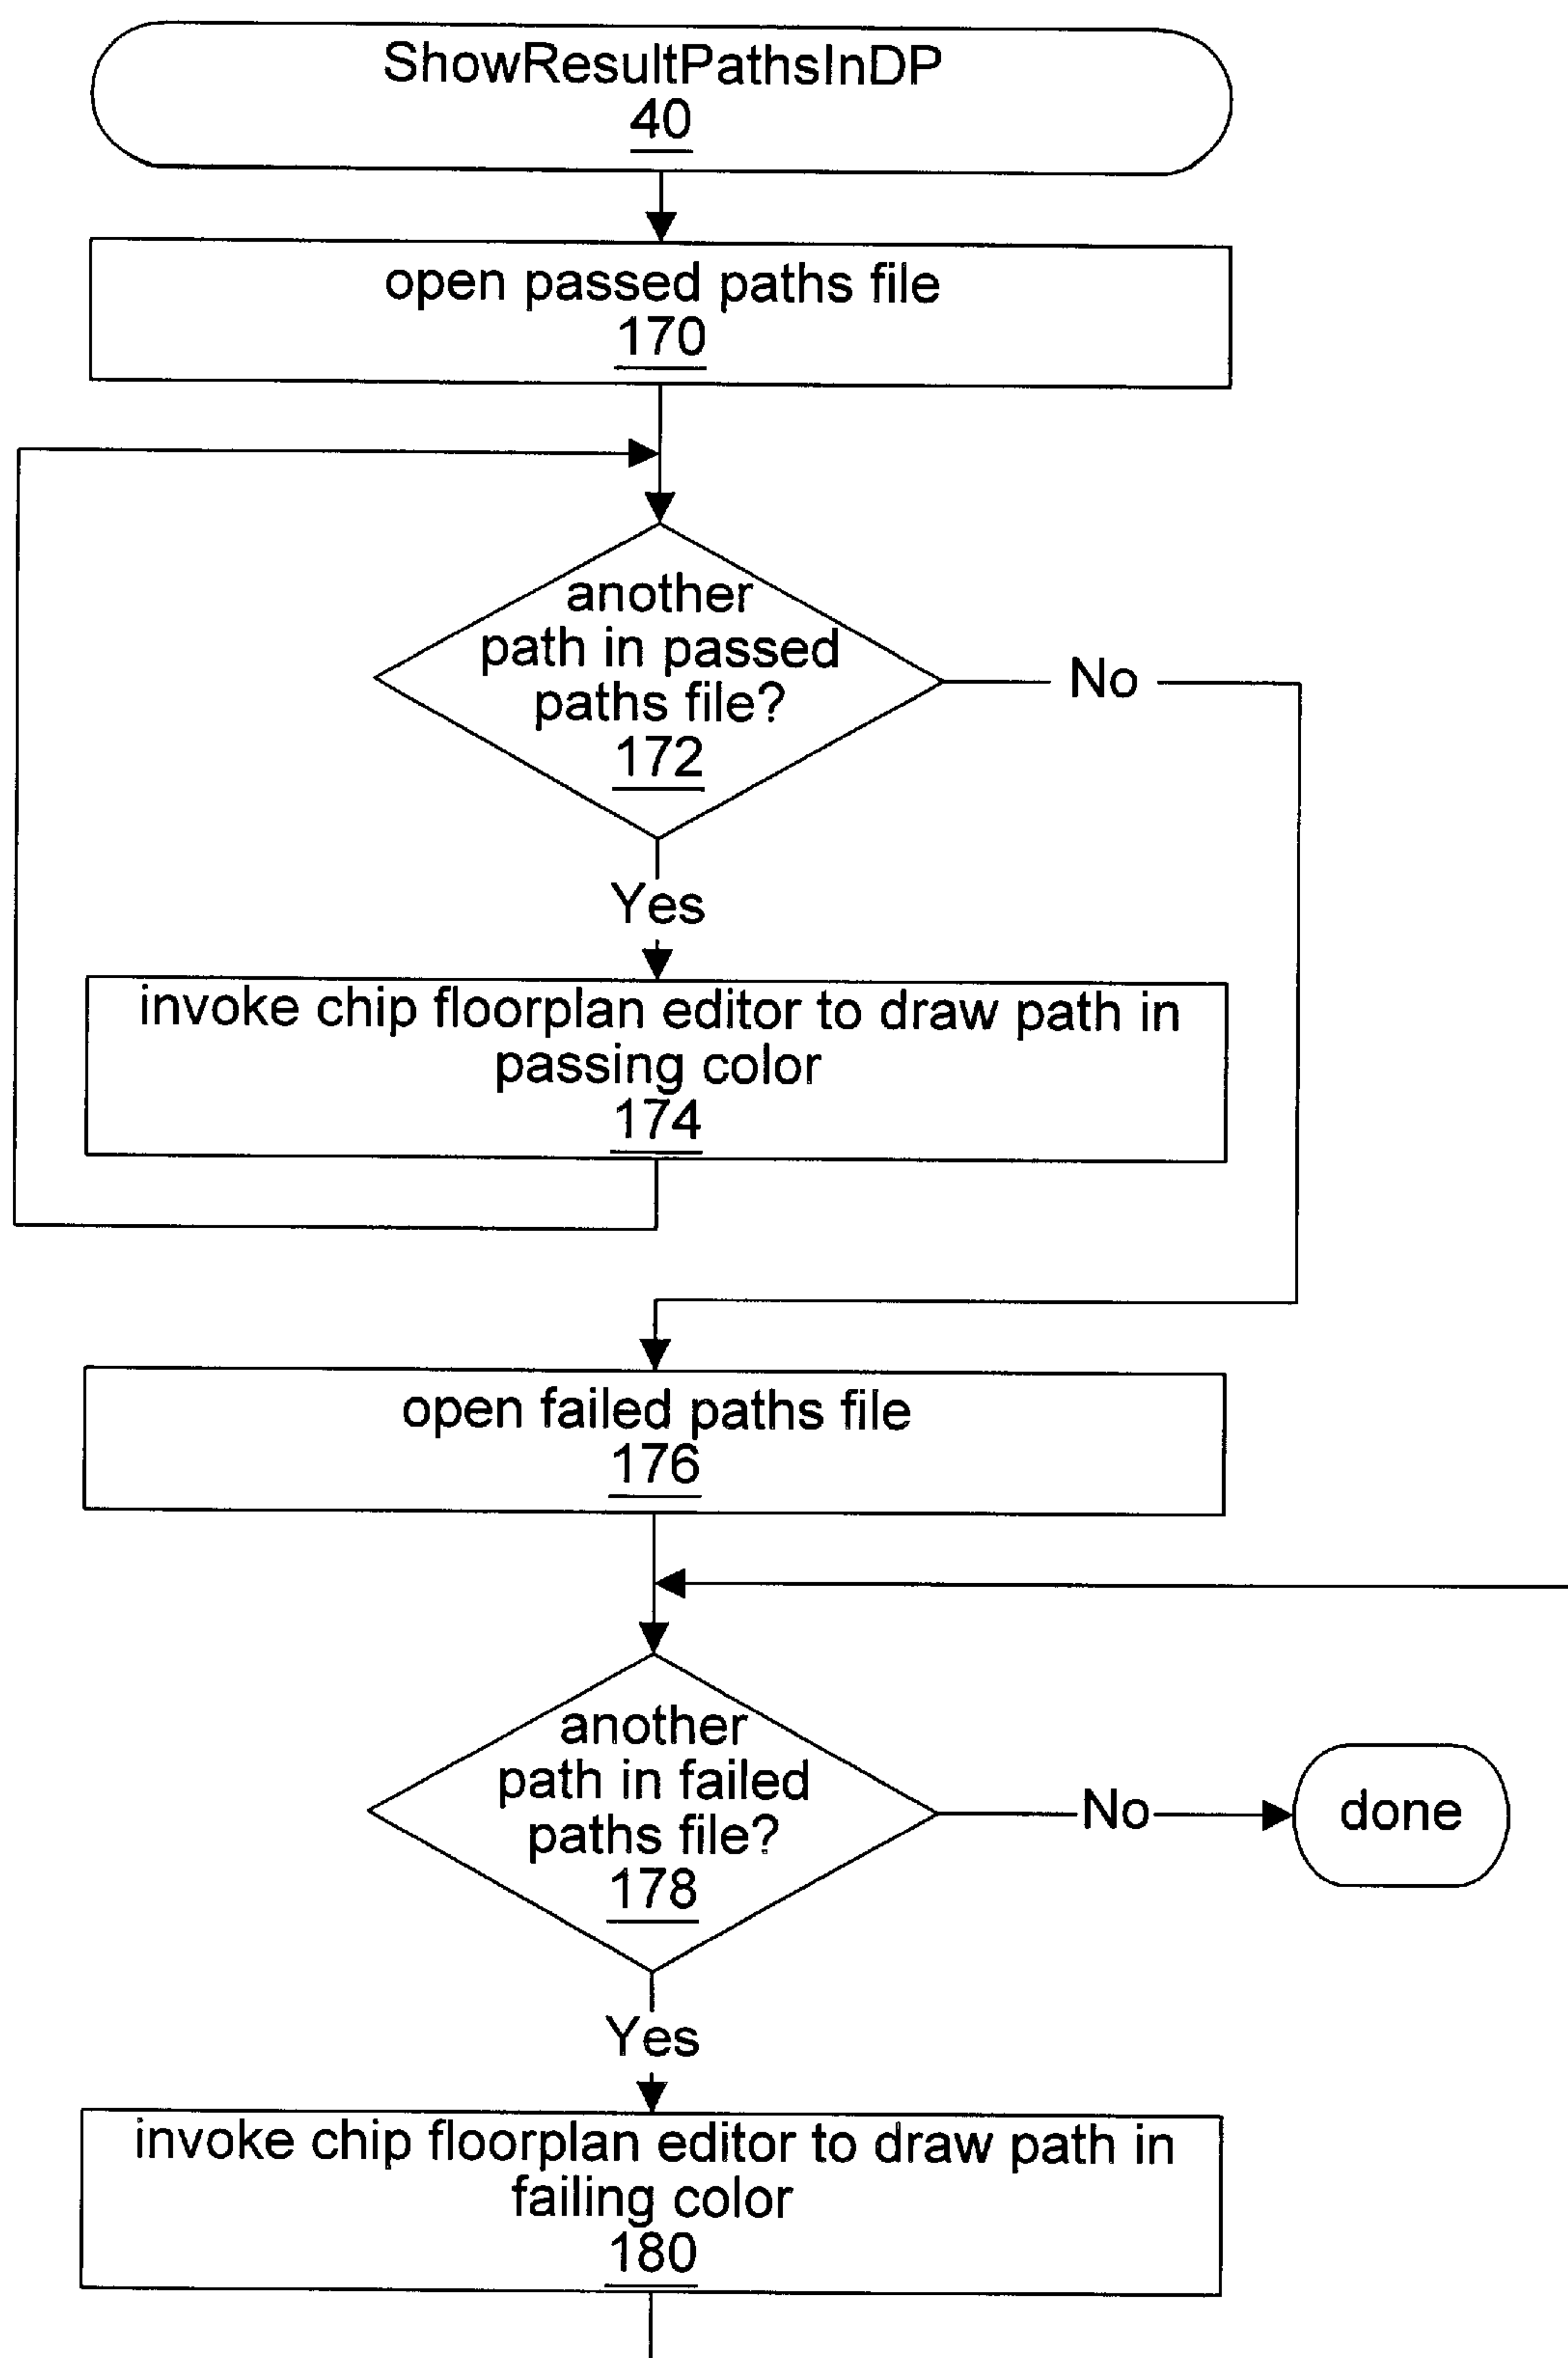 ShowResultPathsInDP
40
open passed paths file
170
another
path in passed
paths file?
172
No
Yes
invoke chip floorplan editor to draw path in
passing color
174
open failed paths file
176
another
path in failed
paths file?
178
No
done
Yes
invoke chip floorplan editor to draw path in
failing color
180